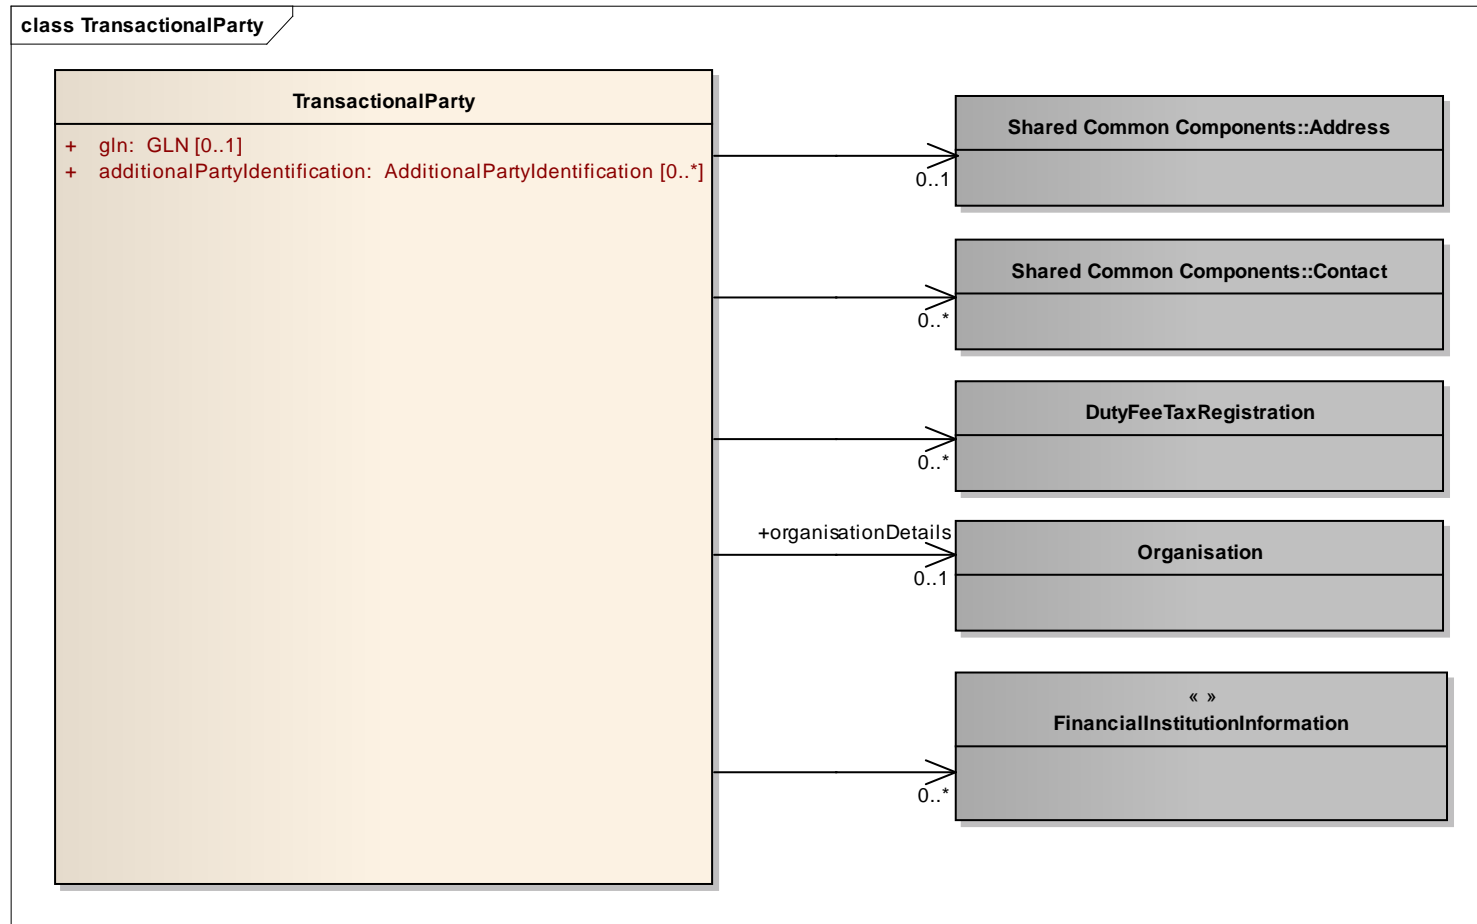 class TransactionalParty
TransactionalParty
+ gln: GLN [0..1]
+ additionalPartyIdentification: AdditionalPartyIdentification [0..*]
Shared Common Components::Address
0..1
Shared Common Components::Contact
0..*
DutyFeeTaxRegistration
0..*
+organisationDetails
Organisation
0..1
« »
FinancialInstitutionInformation
0..*